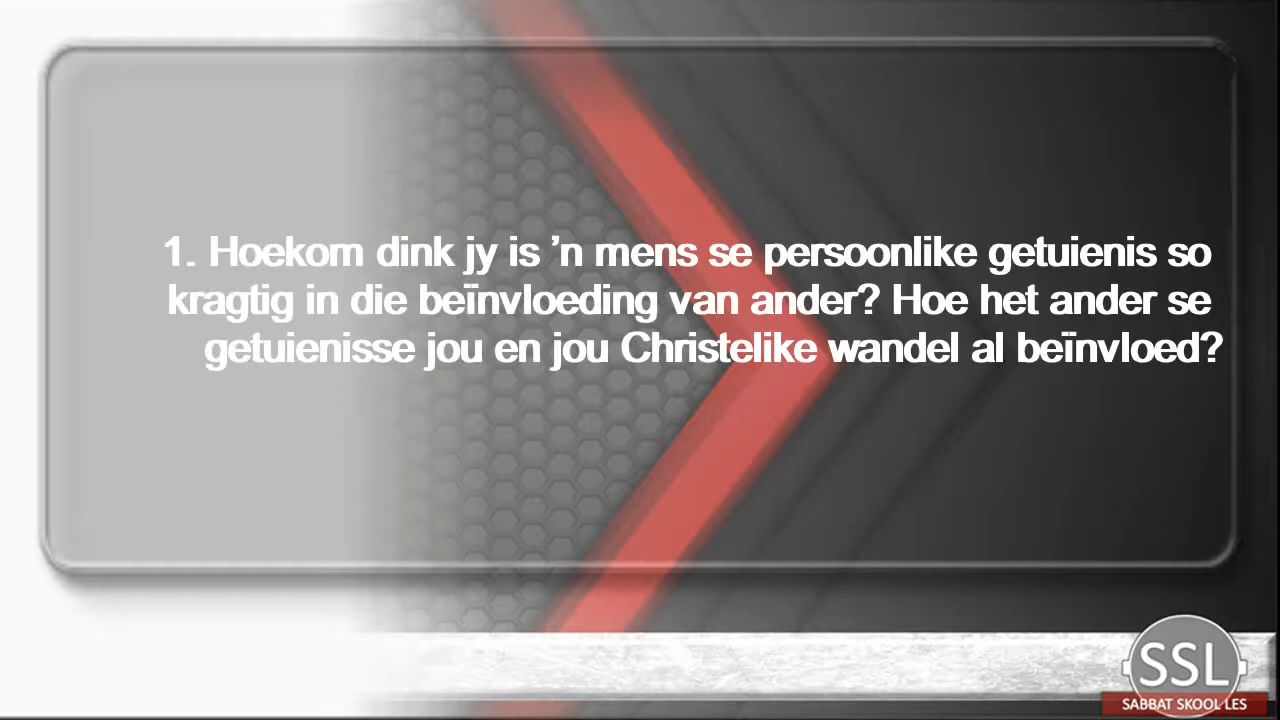 1. Hoekom dink jy is ’n mens se persoonlike getuienis so
kragtig in die beïnvloeding van ander? Hoe het ander se
getuienisse jou en jou Christelike wandel al beïnvloed?
SSL
SABBAT SKOOL LES